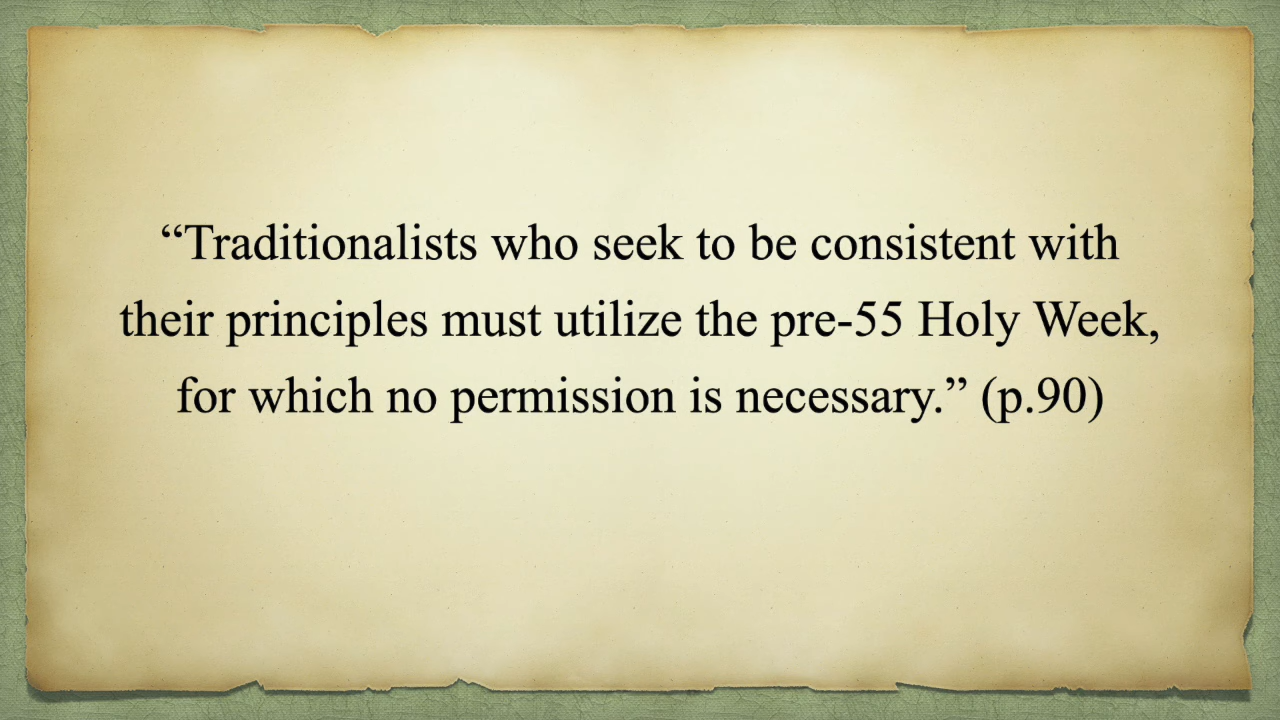 “Traditionalists who seek to be consistent with
their principles must utilize the pre-55 Holy Week,
for which no permission is necessary.” (p.90)